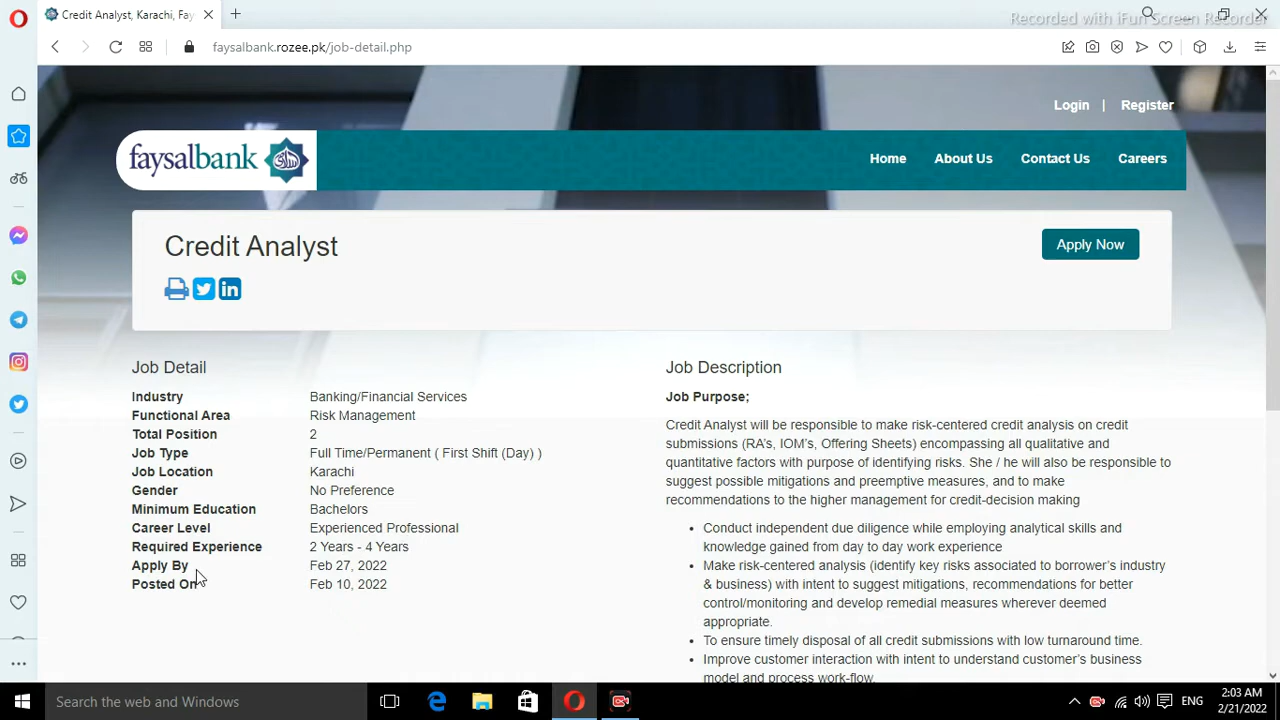 Credit Analyst, Karachi, Fay
Recorded with iFun Screen Recorder
faysalbank.rozee.pk/job-detail.php
Login | Register
faysalbank
Home About Us Contact Us Careers
Credit Analyst
Apply Now
Job Detail
Industry Banking/Financial Services
Functional Area Risk Management
Total Position 2
Job Type Full Time/Permanent ( First Shift (Day) )
Job Location Karachi
Gender No Preference
Minimum Education Bachelors
Career Level Experienced Professional
Required Experience 2 Years - 4 Years
Apply By Feb 27, 2022
Posted On Feb 10, 2022
Job Description
Job Purpose;
Credit Analyst will be responsible to make risk-centered credit analysis on credit
submissions (RA's, IOM's, Offering Sheets) encompassing all qualitative and
quantitative factors with purpose of identifying risks. She / he will also be responsible to
suggest possible mitigations and preemptive measures, and to make
recommendations to the higher management for credit-decision making
• Conduct independent due diligence while employing analytical skills and
knowledge gained from day to day work experience
• Make risk-centered analysis (identify key risks associated to borrower's industry
& business) with intent to suggest mitigations, recommendations for better
control/monitoring and develop remedial measures wherever deemed
appropriate.
• To ensure timely disposal of all credit submissions with low turnaround time.
• Improve customer interaction with intent to understand customer's business
model and process work-flow.
Search the web and Windows
ENG
2:03 AM
2/21/2022